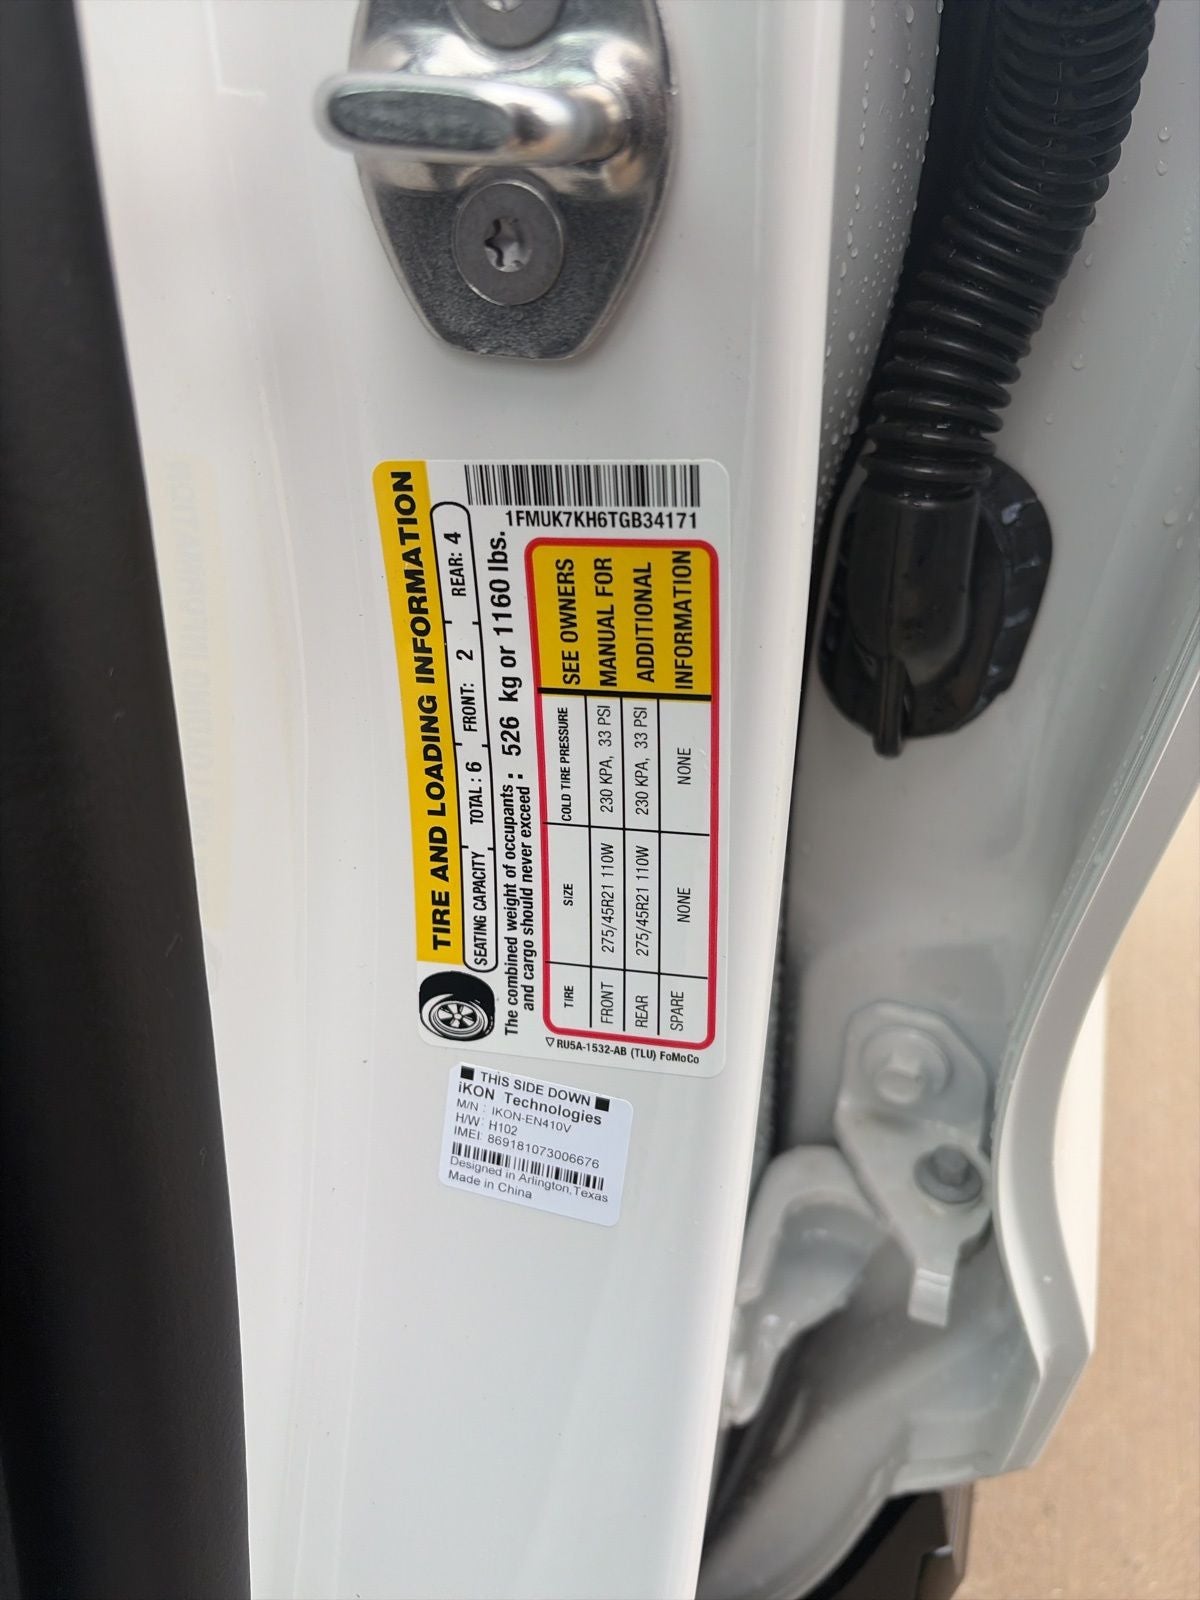 TIRE AND LOADING INFORMATION
SEATING CAPACITY TOTAL : 6 FRONT: 2 REAR: 4
The combined weight of occupants
and cargo should never exceed : 526 kg or 1160 lbs.
1FMUK7KH6TGB34171
TIRE SIZE COLD TIRE PRESSURE
FRONT 275/45R21 110W 230 KPA, 33 PSI
REAR 275/45R21 110W 230 KPA, 33 PSI
SPARE NONE NONE
SEE OWNERS
MANUAL FOR
ADDITIONAL
INFORMATION
RU5A-1532-AB (TLU) FoMoCo
THIS SIDE DOWN
iKON Technologies
M/N : IKON-EN410V
H/W: H102
IMEI: 869181073006676
Designed in Arlington, Texas
Made in China